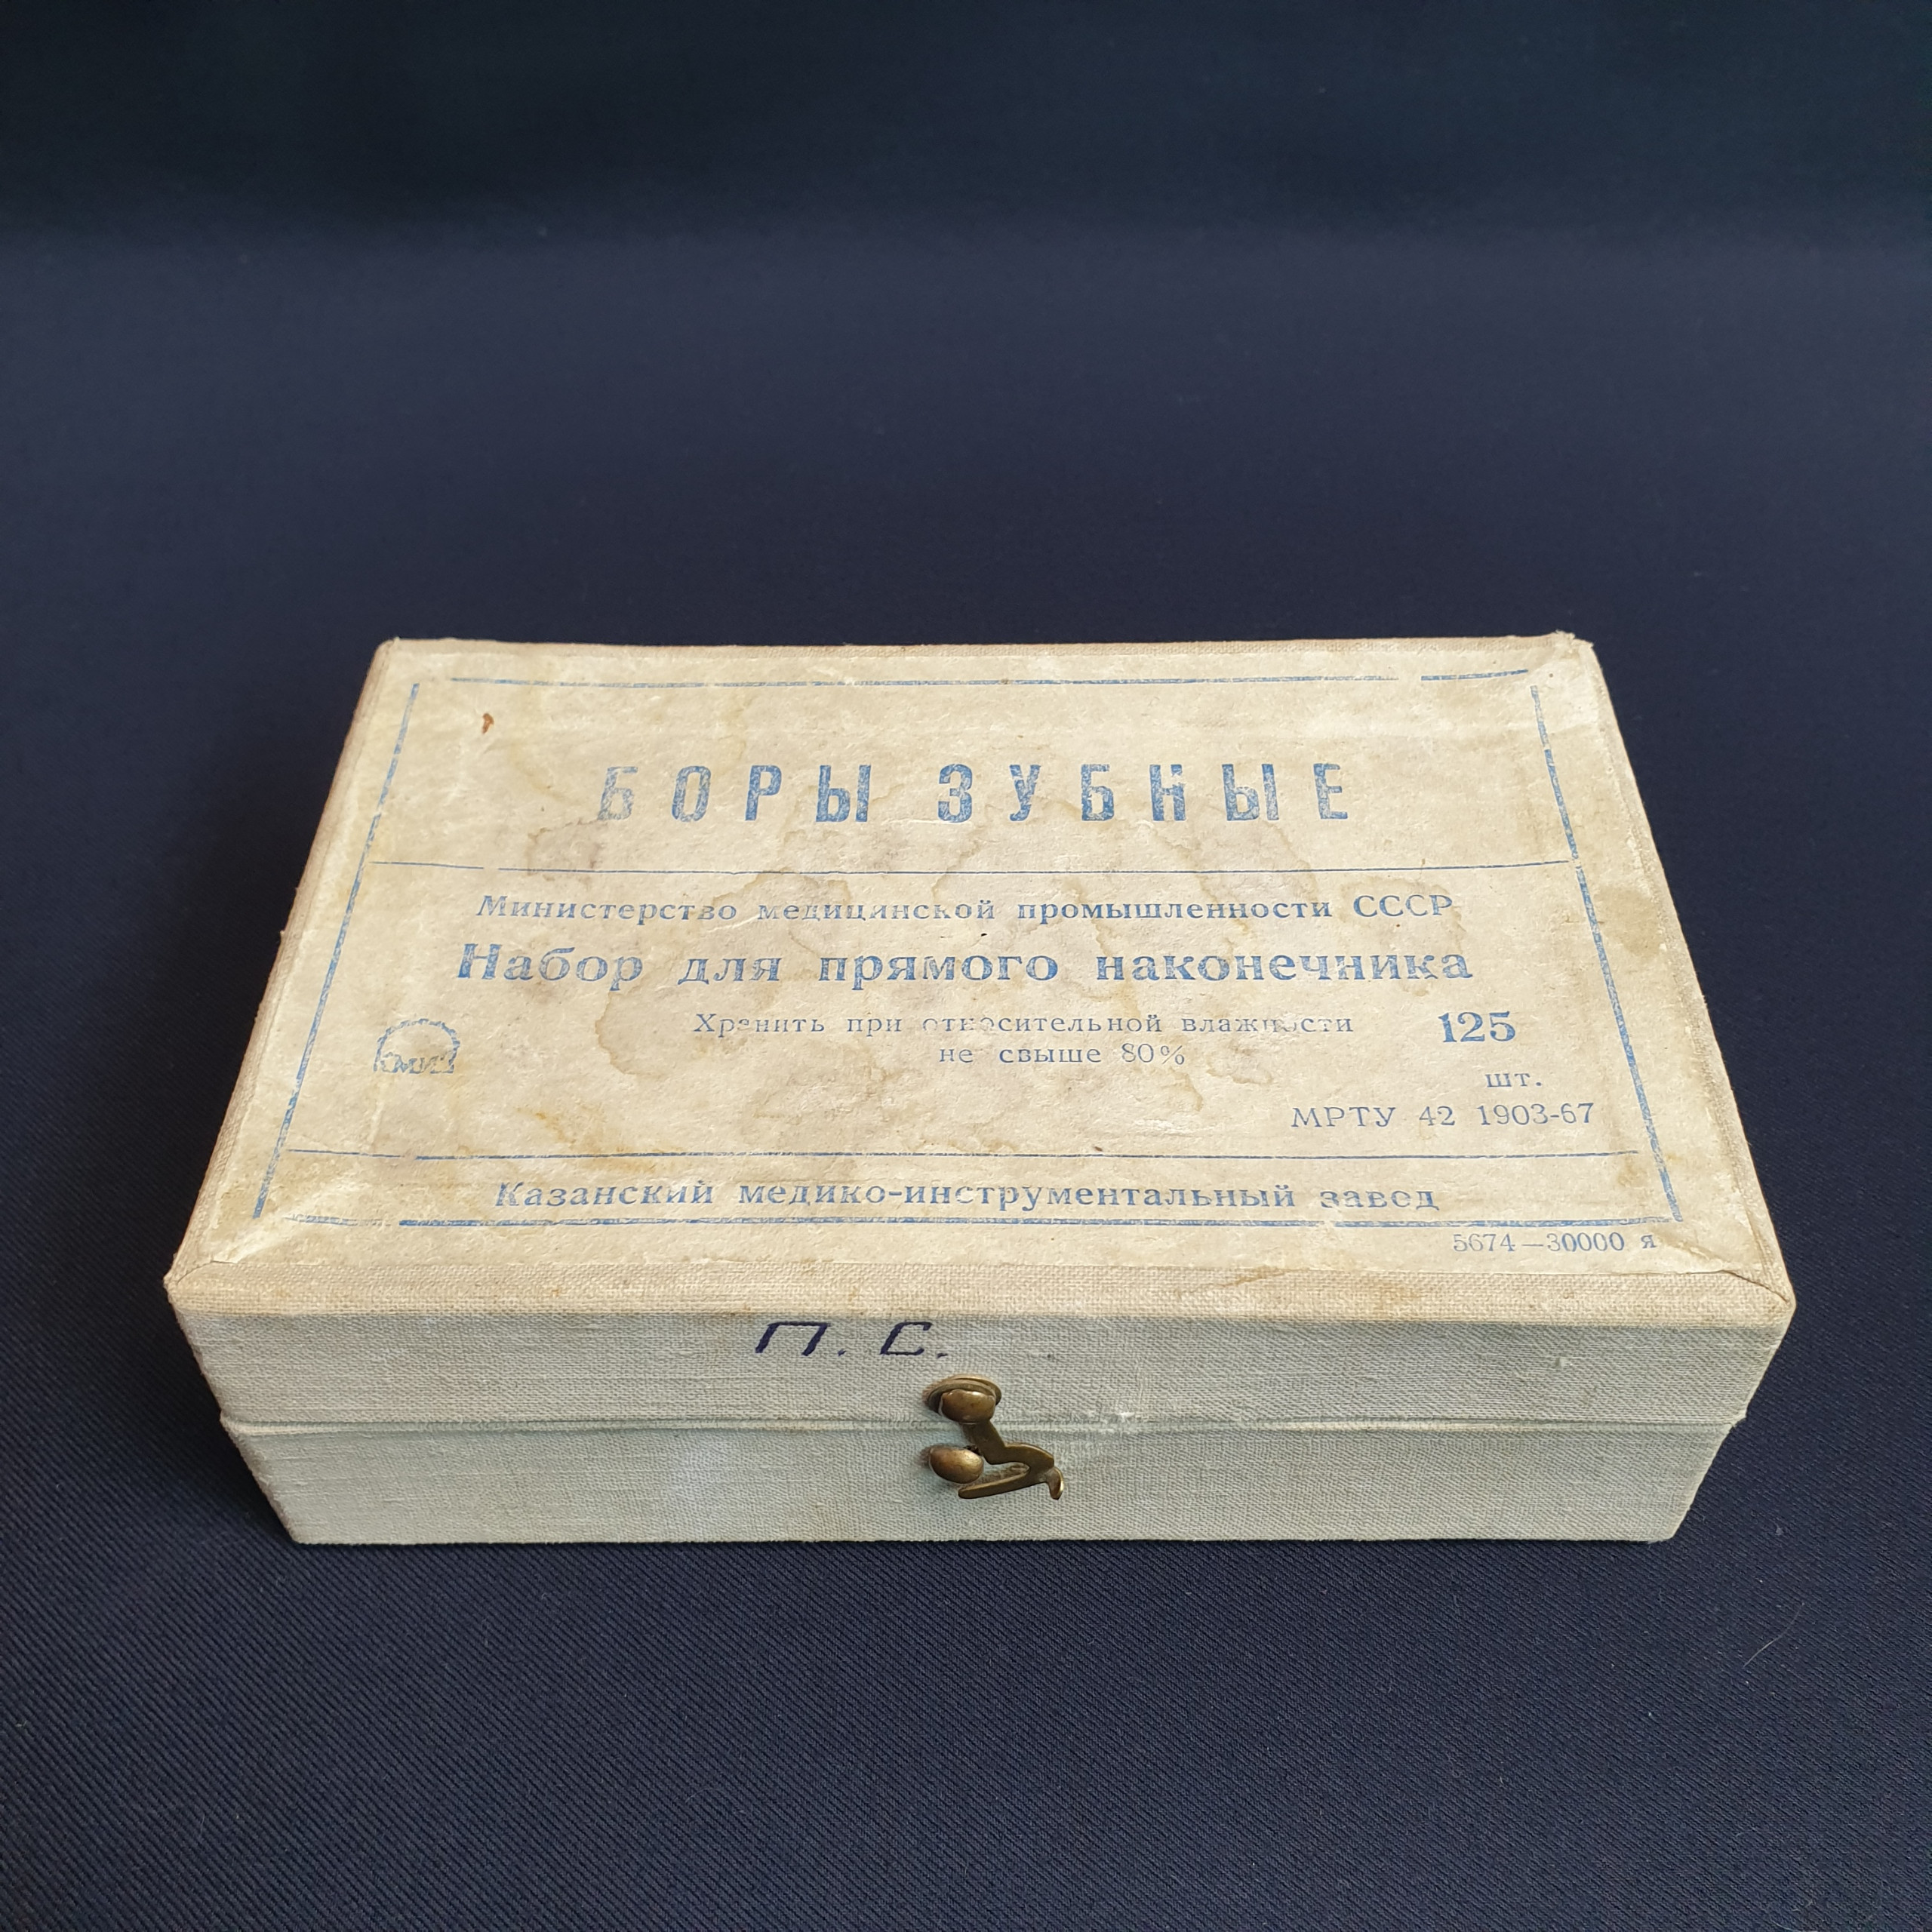 БОРЫ ЗУБНЫЕ
Министерство медицинской промышленности СССР
Набор для прямого наконечника
Хранить при относительной влажности
не свыше 80%
125
шт.
МРТУ 42 1903-67
Казанский медико-инструментальный завод
5674—30000 я
П. С.